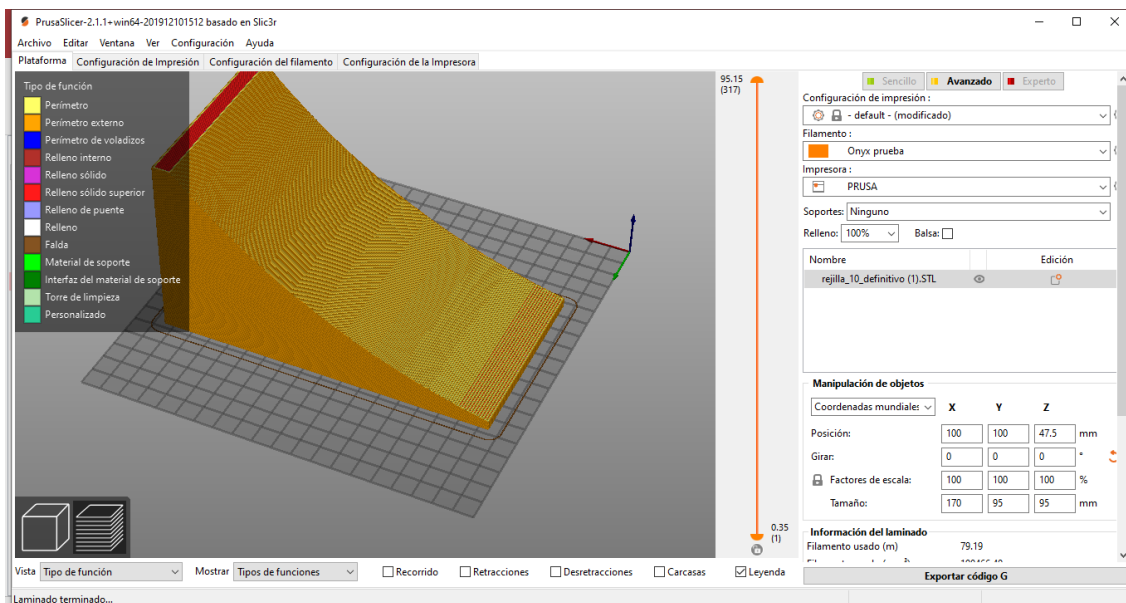 PrusaSlicer-2.1.1+win64-201912101512 basado en Slic3r
Archivo Editar Ventana Ver Configuración Ayuda
Plataforma Configuración de Impresión Configuración del filamento Configuración de la Impresora
Tipo de función
Perímetro
Perímetro externo
Perímetro de voladizos
Relleno interno
Relleno sólido
Relleno sólido superior
Relleno de puente
Relleno
Falda
Material de soporte
Interfaz del material de soporte
Torre de limpieza
Personalizado
95.15
(317)
0.35
(1)
Sencillo Avanzado Experto
Configuración de impresión :
- default - (modificado)
Filamento :
Onyx prueba
Impresora :
PRUSA
Soportes: Ninguno
Relleno: 100% Balsa:
Nombre Edición
rejilla_10_definitivo (1).STL
Manipulación de objetos
Coordenadas mundiales X Y Z
Posición: 100 100 47.5 mm
Girar: 0 0 0 °
Factores de escala: 100 100 100 %
Tamaño: 170 95 95 mm
Información del laminado
Filamento usado (m) 79.19
Exportar código G
Vista Tipo de función Mostrar Tipos de funciones Recorrido Retracciones Desretracciones Carcasas Leyenda
Laminado terminado...